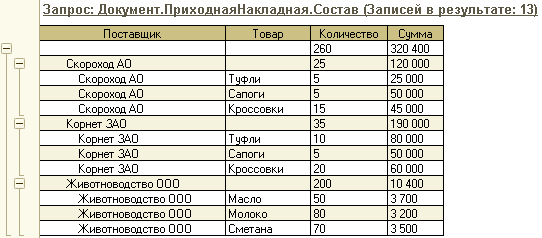 Запрос: Документ.ПриходнаяНакладная.Состав (Записей в результате: 13)
Поставщик Товар Количество Сумма
260 320 400
Скороход АО 25 120 000
Скороход АО Туфли 5 25 000
Скороход АО Сапоги 5 50 000
Скороход АО Кроссовки 15 45 000
Корнет ЗАО 35 190 000
Корнет ЗАО Туфли 10 80 000
Корнет ЗАО Сапоги 5 50 000
Корнет ЗАО Кроссовки 20 60 000
Животноводство ООО 200 10 400
Животноводство ООО Масло 50 3 700
Животноводство ООО Молоко 80 3 200
Животноводство ООО Сметана 70 3 500